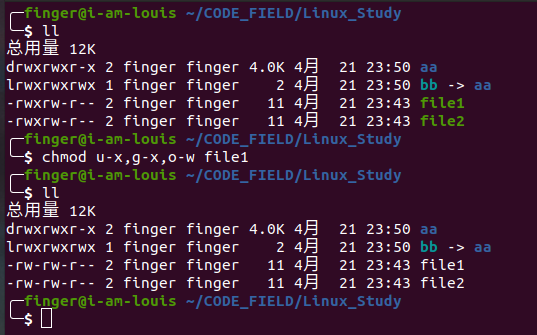 finger@i-am-louis ~/CODE_FIELD/Linux_Study
$ ll
总用量 12K
drwxrwxr-x 2 finger finger 4.0K 4月 21 23:50 aa
lrwxrwxrwx 1 finger finger 2 4月 21 23:50 bb -> aa
-rwxrw-r-- 2 finger finger 11 4月 21 23:43 file1
-rwxrw-r-- 2 finger finger 11 4月 21 23:43 file2
finger@i-am-louis ~/CODE_FIELD/Linux_Study
$ chmod u-x,g-x,o-w file1
finger@i-am-louis ~/CODE_FIELD/Linux_Study
$ ll
总用量 12K
drwxrwxr-x 2 finger finger 4.0K 4月 21 23:50 aa
lrwxrwxrwx 1 finger finger 2 4月 21 23:50 bb -> aa
-rw-rw-r-- 2 finger finger 11 4月 21 23:43 file1
-rw-rw-r-- 2 finger finger 11 4月 21 23:43 file2
finger@i-am-louis ~/CODE_FIELD/Linux_Study
$